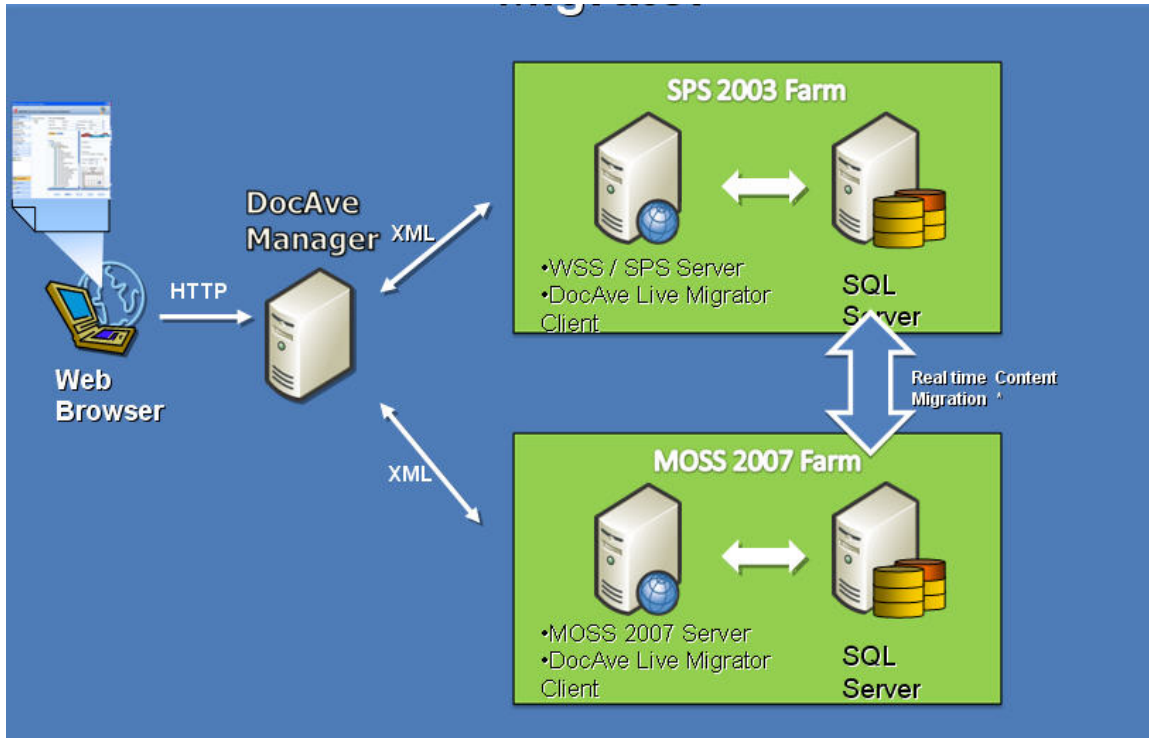 SPS 2003 Farm
DocAve
Manager
XML
•WSS / SPS Server
•DocAve Live Migrator
Client
SQL
Server
HTTP
Web
Browser
Real time Content
Migration *
MOSS 2007 Farm
XML
•MOSS 2007 Server
•DocAve Live Migrator
Client
SQL
Server